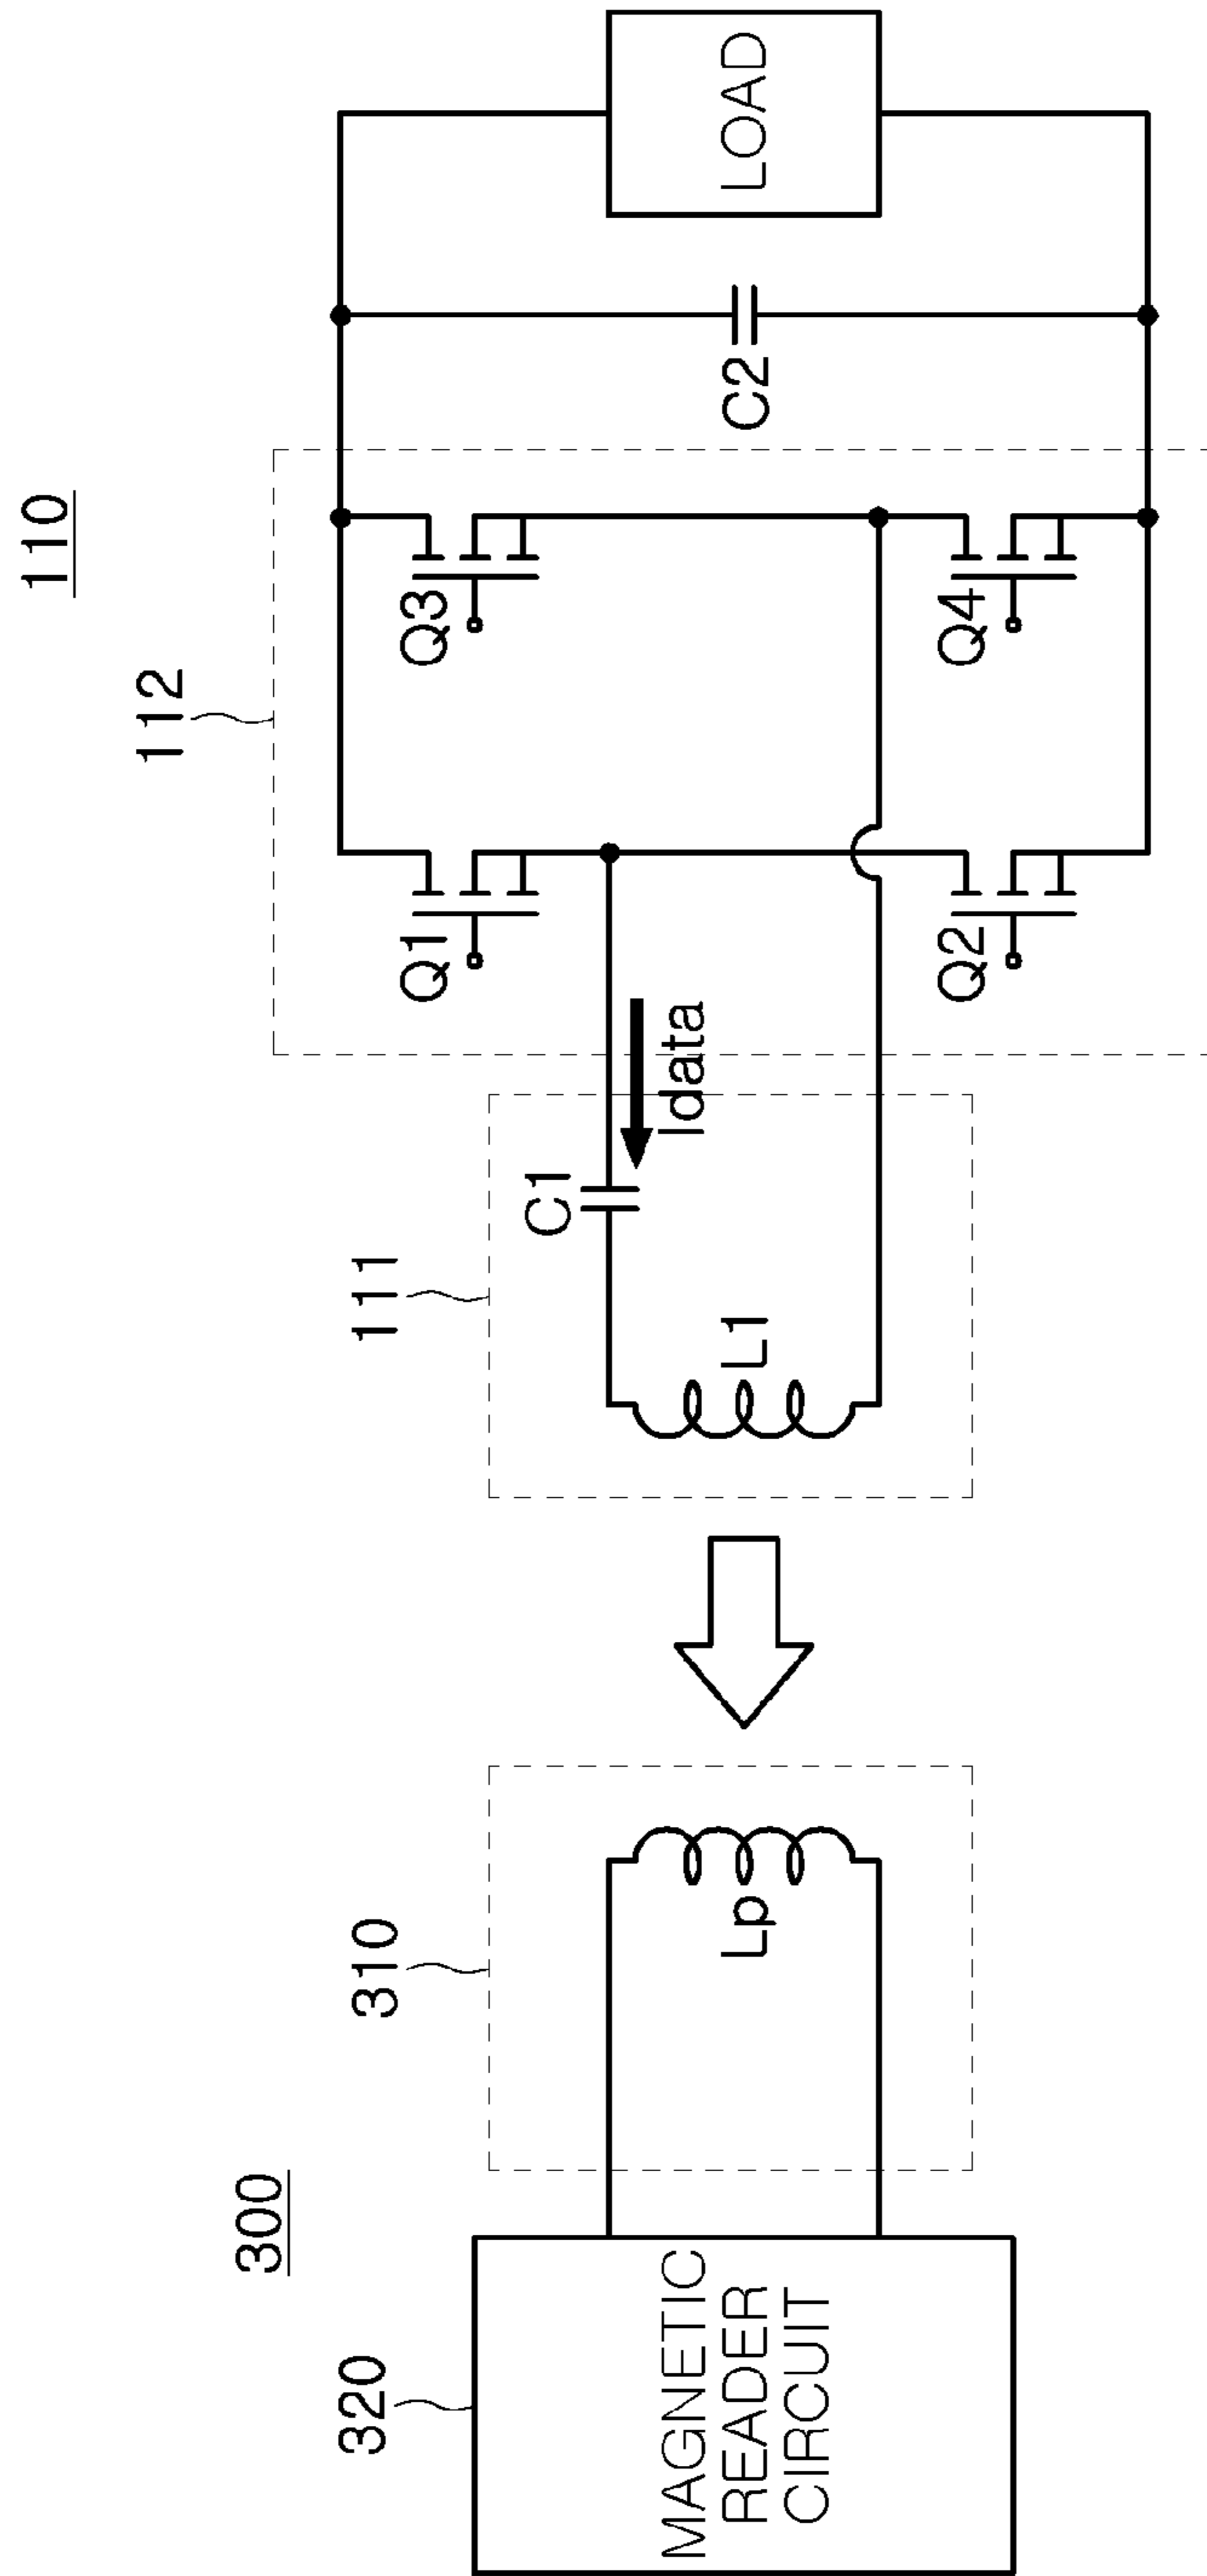 110
300
112
111
310
320
Q1
Q3
C1
Idata
L1
Lp
C2
LOAD
MAGNETIC
READER
CIRCUIT
Q2
Q4